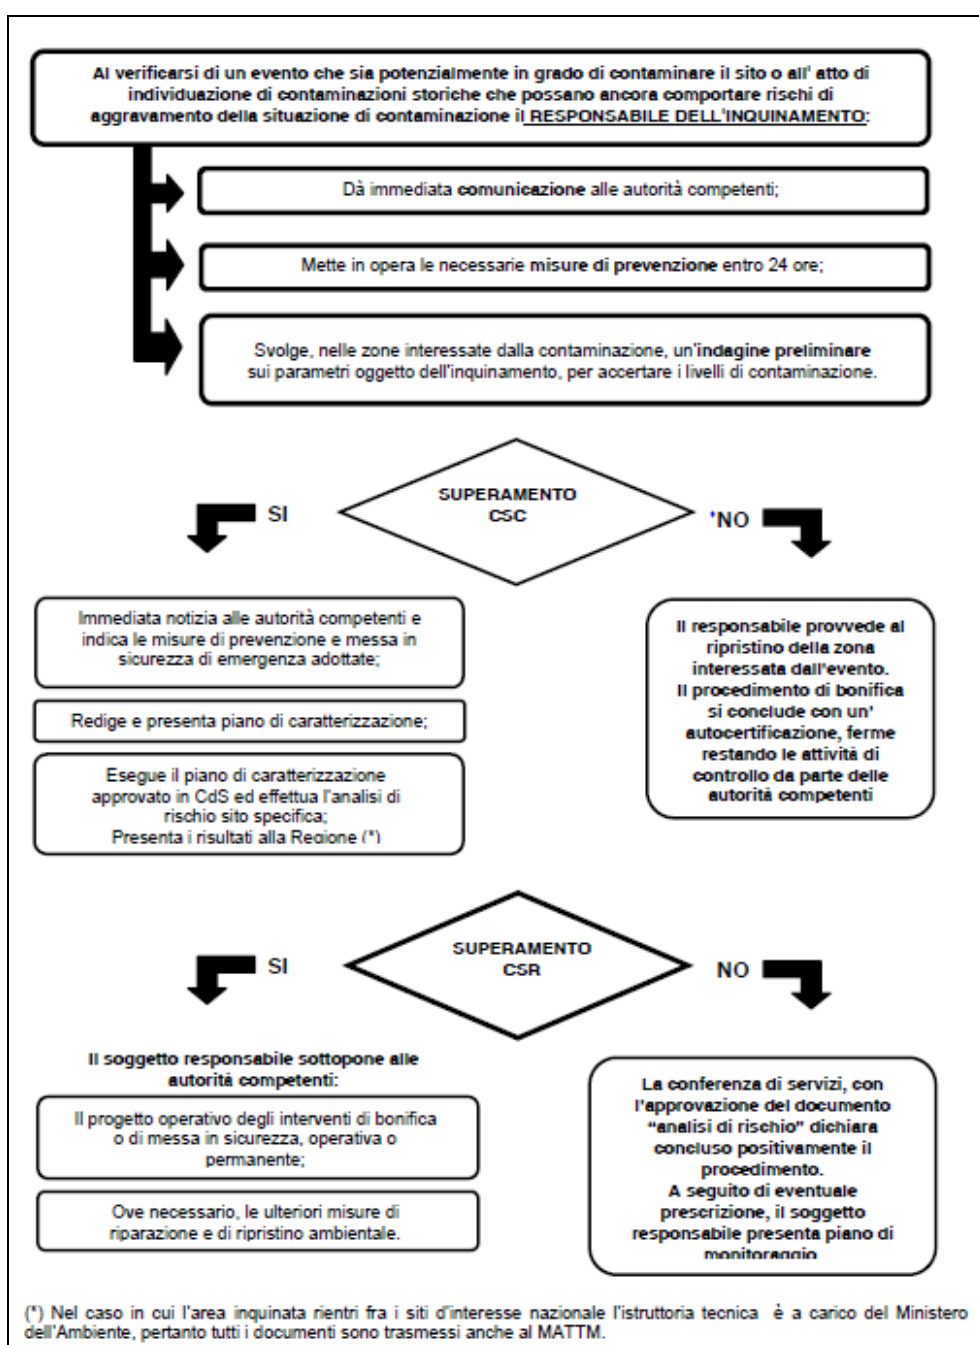 Al verificarsi di un evento che sia potenzialmente in grado di contaminare il sito o all' atto di
individuazione di contaminazioni storiche che possano ancora comportare rischi di
aggravamento della situazione di contaminazione il RESPONSABILE DELL'INQUINAMENTO:
Dà immediata comunicazione alle autorità competenti;
Mette in opera le necessarie misure di prevenzione entro 24 ore;
Svolge, nelle zone interessate dalla contaminazione, un'indagine preliminare
sui parametri oggetto dell'inquinamento, per accertare i livelli di contaminazione.
SUPERAMENTO
CSC
SI
*NO
Immediata notizia alle autorità competenti e
indica le misure di prevenzione e messa in
sicurezza di emergenza adottate;
Redige e presenta piano di caratterizzazione;
Esegue il piano di caratterizzazione
approvato in CdS ed effettua l'analisi di
rischio sito specifica;
Presenta i risultati alla Regione (*)
Il responsabile provvede al
ripristino della zona
interessata dall'evento.
Il procedimento di bonifica
si conclude con un'
autocertificazione, ferme
restando le attività di
controllo da parte delle
autorità competenti
SUPERAMENTO
CSR
SI
NO
Il soggetto responsabile sottopone alle
autorità competenti:
Il progetto operativo degli interventi di bonifica
o di messa in sicurezza, operativa o
permanente;
Ove necessario, le ulteriori misure di
riparazione e di ripristino ambientale.
La conferenza di servizi, con
l'approvazione del documento
“analisi di rischio” dichiara
concluso positivamente il
procedimento.
A seguito di eventuale
prescrizione, il soggetto
responsabile presenta piano di
monitoraggio
(*) Nel caso in cui l'area inquinata rientri fra i siti d'interesse nazionale l'istruttoria tecnica è a carico del Ministero
dell'Ambiente, pertanto tutti i documenti sono trasmessi anche al MATTM.